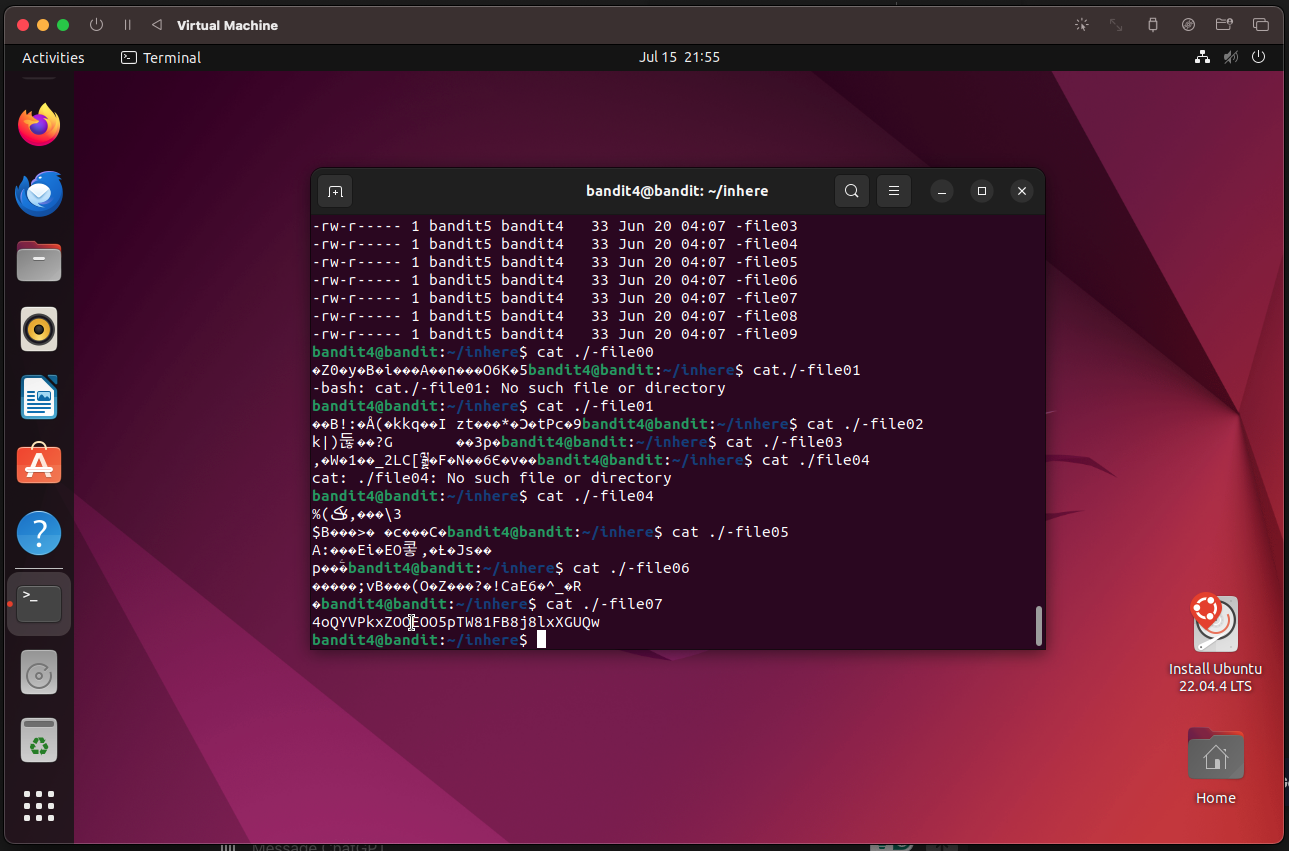 Virtual Machine
Activities
Terminal
Jul 15 21:55
bandit4@bandit: ~/inhere
-rw-r----- 1 bandit5 bandit4   33 Jun 20 04:07 -file03
-rw-r----- 1 bandit5 bandit4   33 Jun 20 04:07 -file04
-rw-r----- 1 bandit5 bandit4   33 Jun 20 04:07 -file05
-rw-r----- 1 bandit5 bandit4   33 Jun 20 04:07 -file06
-rw-r----- 1 bandit5 bandit4   33 Jun 20 04:07 -file07
-rw-r----- 1 bandit5 bandit4   33 Jun 20 04:07 -file08
-rw-r----- 1 bandit5 bandit4   33 Jun 20 04:07 -file09
bandit4@bandit:~/inhere$ cat ./-file00
�Z0�y�B�i���A��n���O6K�5bandit4@bandit:~/inhere$ cat./-file01
-bash: cat./-file01: No such file or directory
bandit4@bandit:~/inhere$ cat ./-file01
��B!:�Å(�kkq��I zt���*�Ɔ�tPc�9bandit4@bandit:~/inhere$ cat ./-file02
k|)둖��?G       ��3p�bandit4@bandit:~/inhere$ cat ./-file03
,�W�1��_2LC[�F�N��6Є�v��bandit4@bandit:~/inhere$ cat ./file04
cat: ./file04: No such file or directory
bandit4@bandit:~/inhere$ cat ./-file04
%(,���\3
$B���>� �c���C�bandit4@bandit:~/inhere$ cat ./-file05
A:���Ei�EO,�Ł�Js��
p���bandit4@bandit:~/inhere$ cat ./-file06
�����;vB���(O�Z���?�!CaE6�^_�R
�bandit4@bandit:~/inhere$ cat ./-file07
bandit4@bandit:~/inhere$
Install Ubuntu
22.04.4 LTS
Home
Message ChatGPT